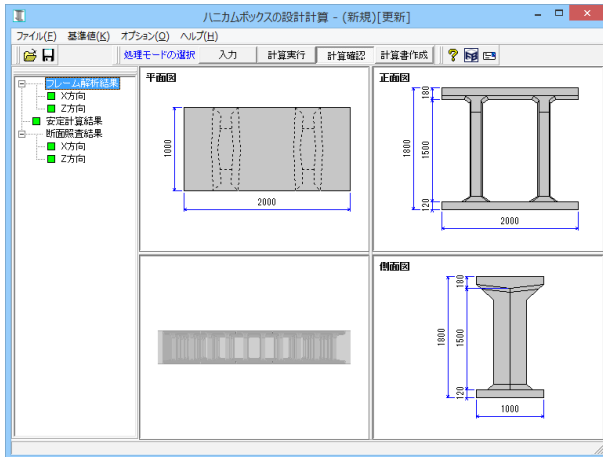 ハニカムボックスの設計計算 - (新規)[更新]
ファイル(F) 基準値(K) オプション(O) ヘルプ(H)
処理モードの選択 入力 計算実行 計算確認 計算書作成
フレーム解析結果
X方向
Z方向
安定計算結果
断面照査結果
X方向
Z方向
平面図
1000
2000
正面図
180
1800
1500
120
2000
側面図
180
1800
1500
120
1000